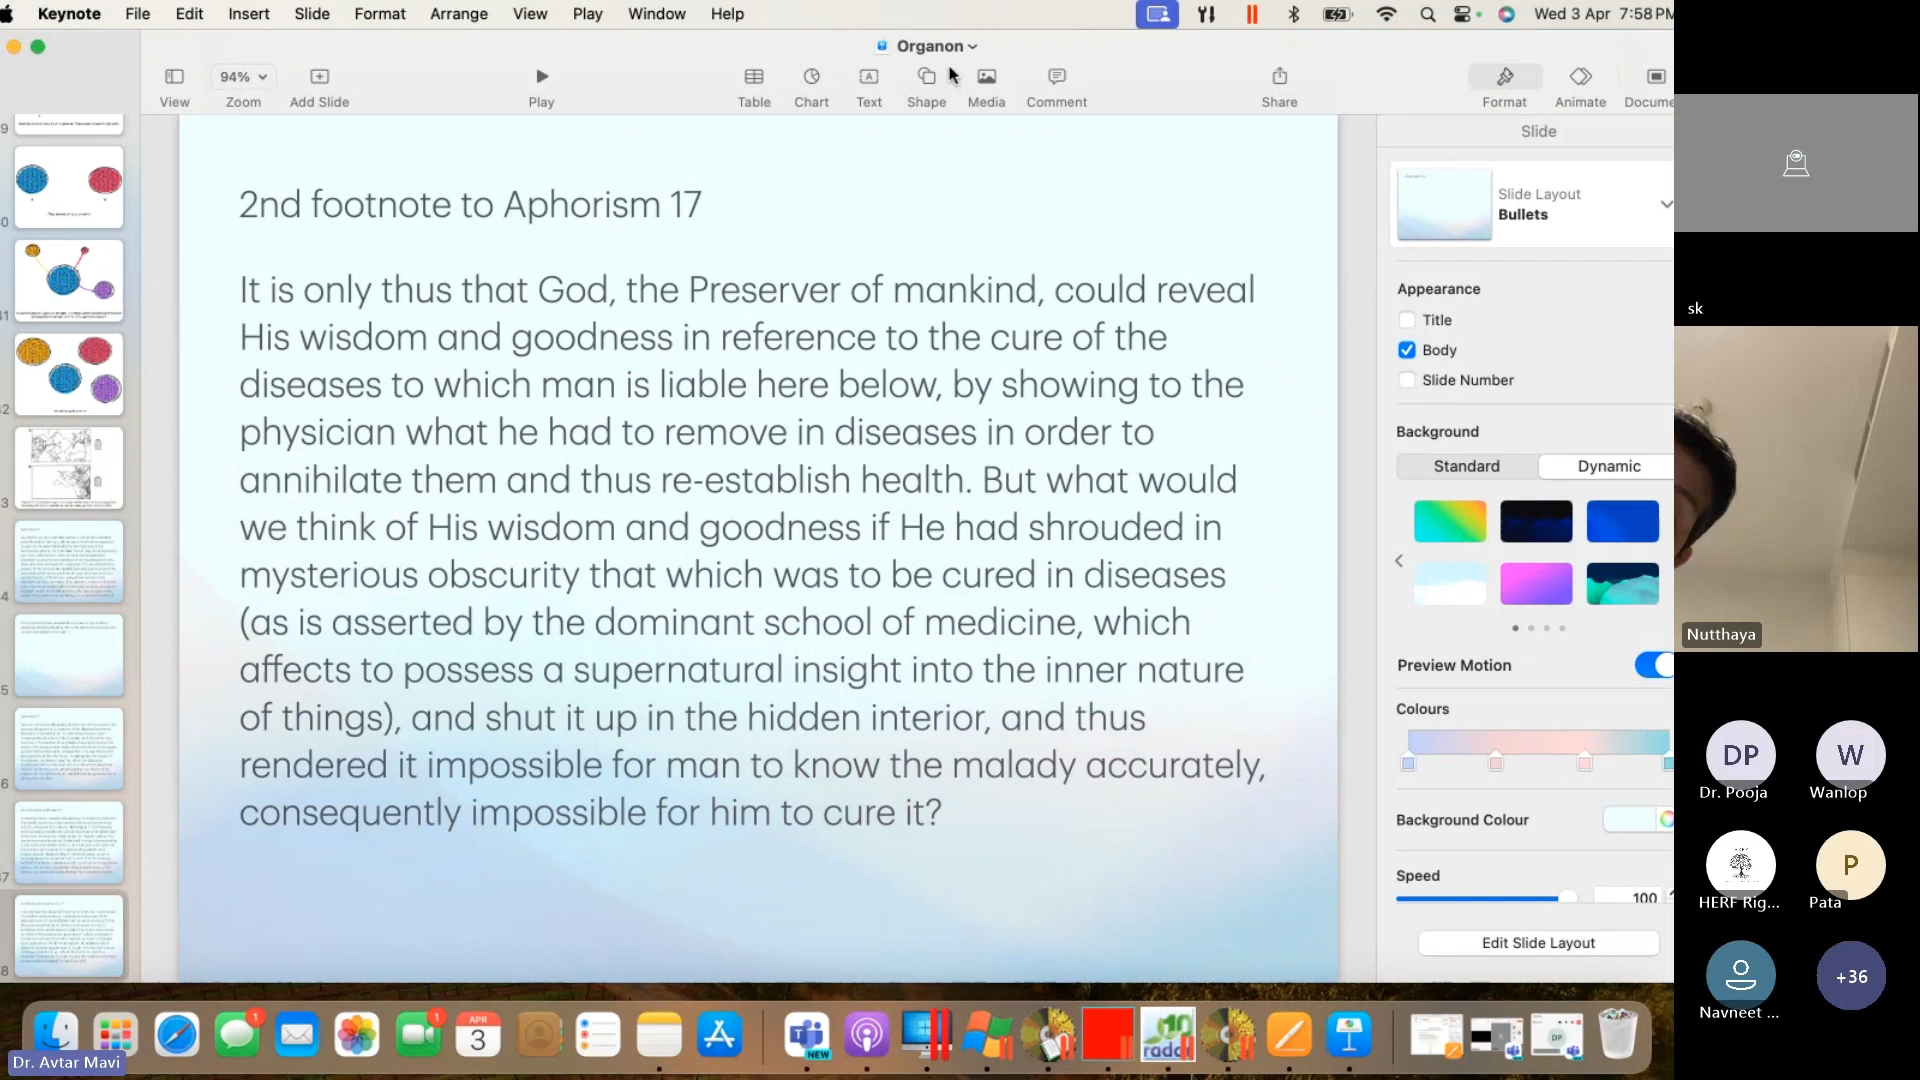 Keynote File Edit Insert Slide Format Arrange View Play Window Help
Wed 3 Apr 7:58 PM
Organon
94%
View Zoom Add Slide Play Table Chart Text Shape Media Comment Share Format Animate Docume
Slide
2nd footnote to Aphorism 17
It is only thus that God, the Preserver of mankind, could reveal
His wisdom and goodness in reference to the cure of the
diseases to which man is liable here below, by showing to the
physician what he had to remove in diseases in order to
annihilate them and thus re-establish health. But what would
we think of His wisdom and goodness if He had shrouded in
mysterious obscurity that which was to be cured in diseases
(as is asserted by the dominant school of medicine, which
affects to possess a supernatural insight into the inner nature
of things), and shut it up in the hidden interior, and thus
rendered it impossible for man to know the malady accurately,
consequently impossible for him to cure it?
Slide Layout
Bullets
Appearance
Title
Body
Slide Number
Background
Standard Dynamic
Preview Motion
Colours
Background Colour
Speed
100
Edit Slide Layout
sk
Nutthaya
DP
Dr. Pooja
W
Wanlop
HERF Rig...
P
Pata
Navneet ...
+36
1
1
APR
3
NEW
10
radar
DP
Dr. Avtar Mavi